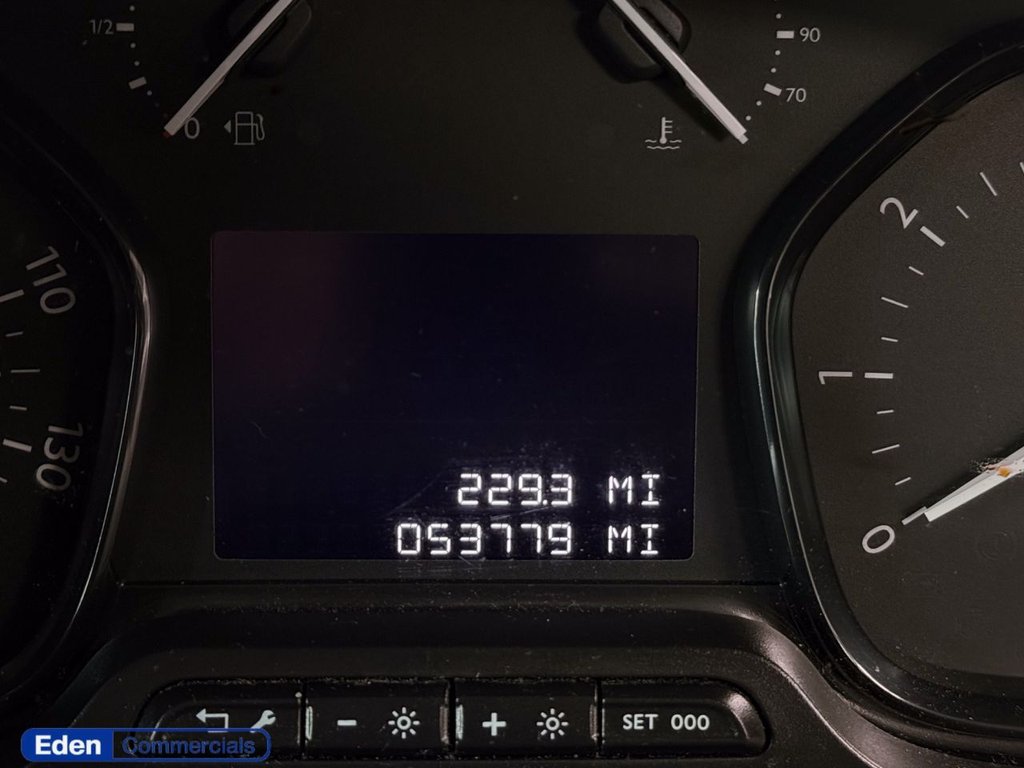 1/2
90
70
0
2
110
1
130
229.3 MI
053779 MI
0
- +
SET 000
Eden Commercials